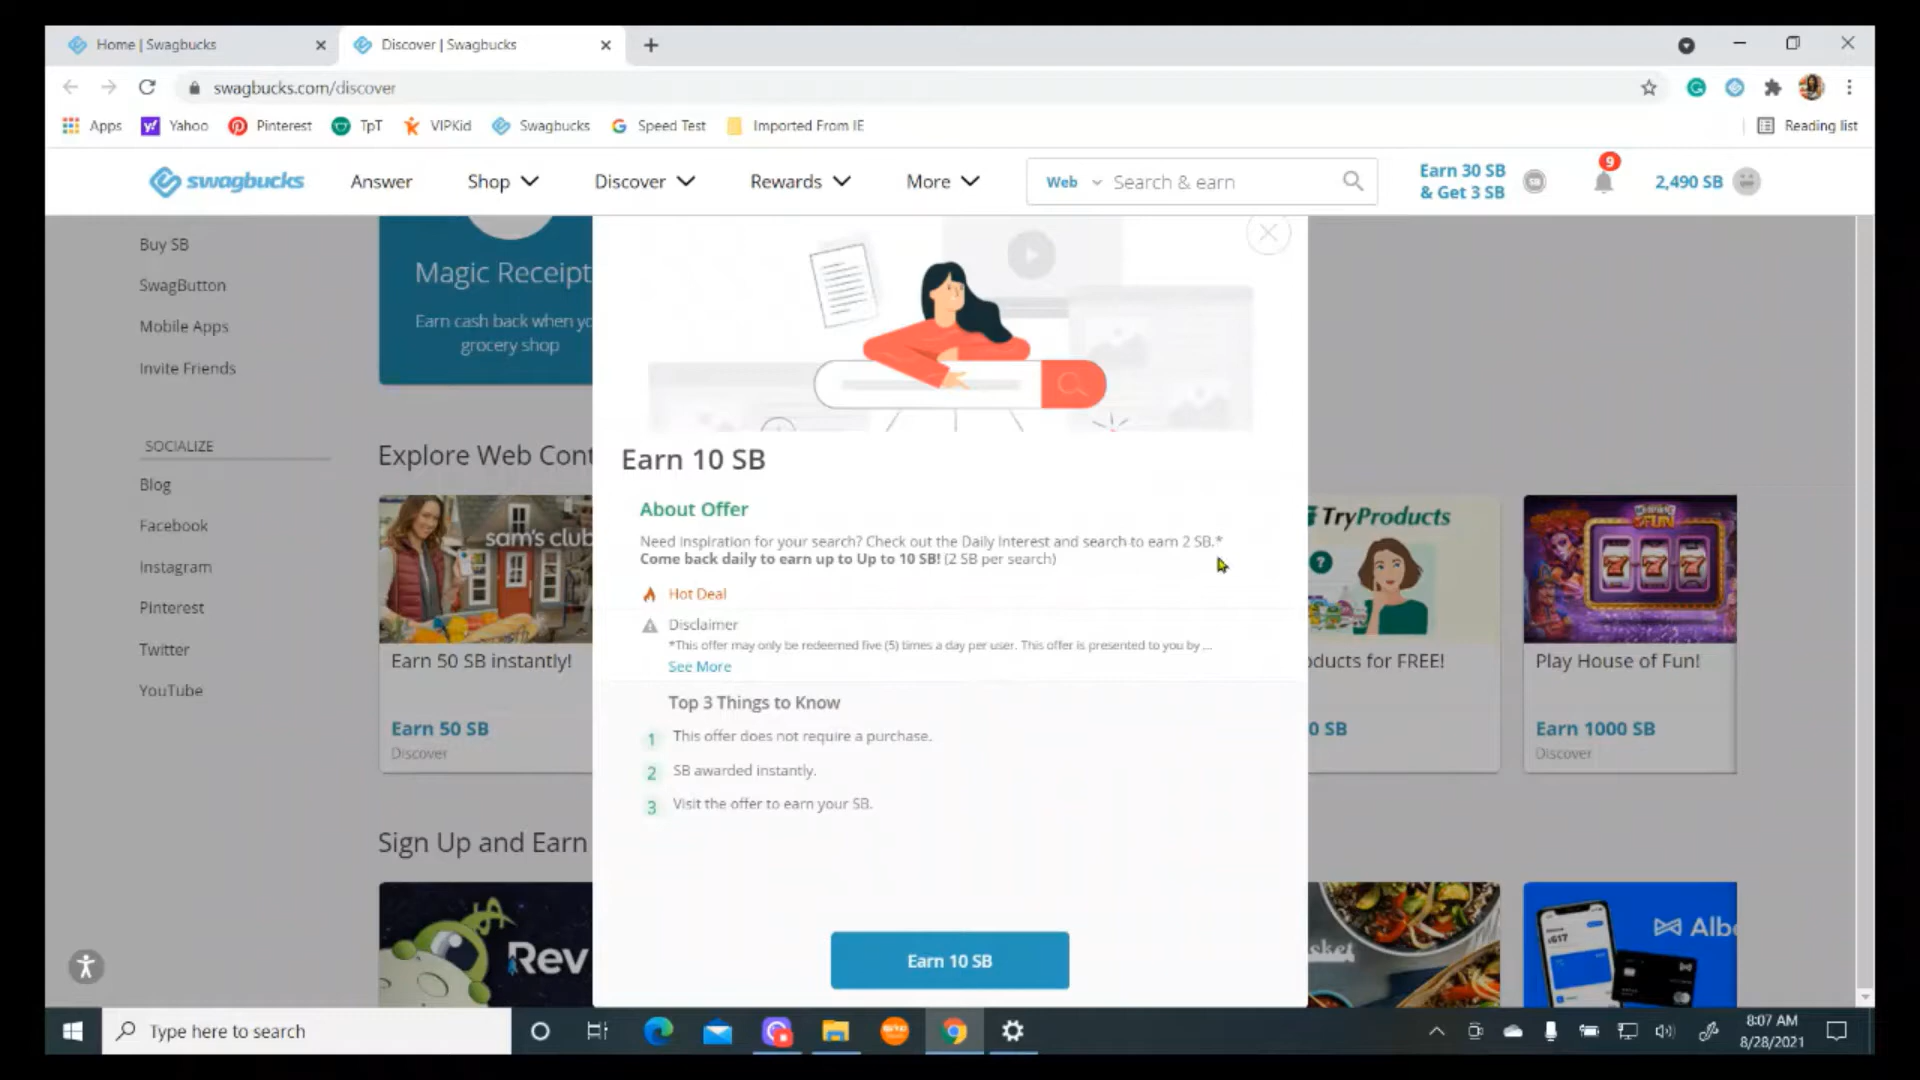 Home | Swagbucks
Discover | Swagbucks
swagbucks.com/discover
Apps
Yahoo
Pinterest
TpT
VIPKid
Swagbucks
Speed Test
Imported From IE
Reading list
swagbucks
Answer
Shop
Discover
Rewards
More
Web
Search & earn
Earn 30 SB
& Get 3 SB
9
2,490 SB
Buy SB
SwagButton
Mobile Apps
Invite Friends
SOCIALIZE
Blog
Facebook
Instagram
Pinterest
Twitter
YouTube
Magic Receipt
Earn cash back when yo
grocery shop
Explore Web Cont
sam's club
Earn 50 SB instantly!
Earn 50 SB
Discover
Sign Up and Earn
Rev
Earn 10 SB
About Offer
Need inspiration for your search? Check out the Daily Interest and search to earn 2 SB.*
Come back daily to earn up to Up to 10 SB! (2 SB per search)
Hot Deal
Disclaimer
*This offer may only be redeemed five (5) times a day per user. This offer is presented to you by ...
See More
Top 3 Things to Know
1 This offer does not require a purchase.
2 SB awarded instantly.
3 Visit the offer to earn your SB.
Earn 10 SB
TryProducts
?
oducts for FREE!
0 SB
FUN!
Play House of Fun!
Earn 1000 SB
Discover
sket
617
Albe
Type here to search
8:07 AM
8/28/2021